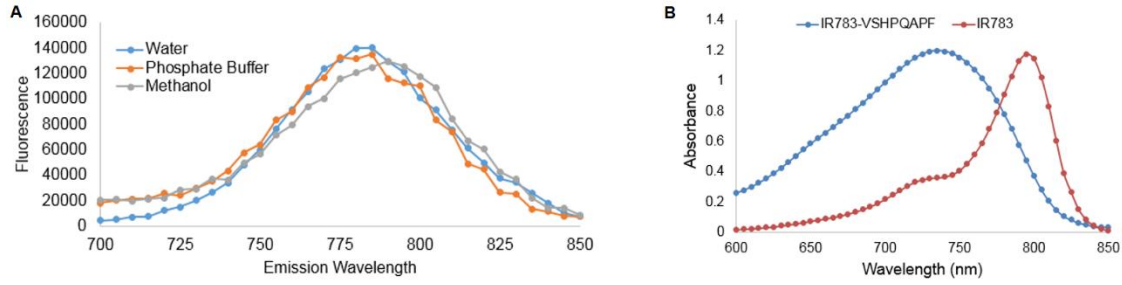 A
160000
140000
120000
100000
80000
60000
40000
20000
0
Fluorescence
Water
Phosphate Buffer
Methanol
700 725 750 775 800 825 850
Emission Wavelength
B
1.4
1.2
1
0.8
0.6
0.4
0.2
0
Absorbance
IR783-VSHPQAPF IR783
600 650 700 750 800 850
Wavelength (nm)